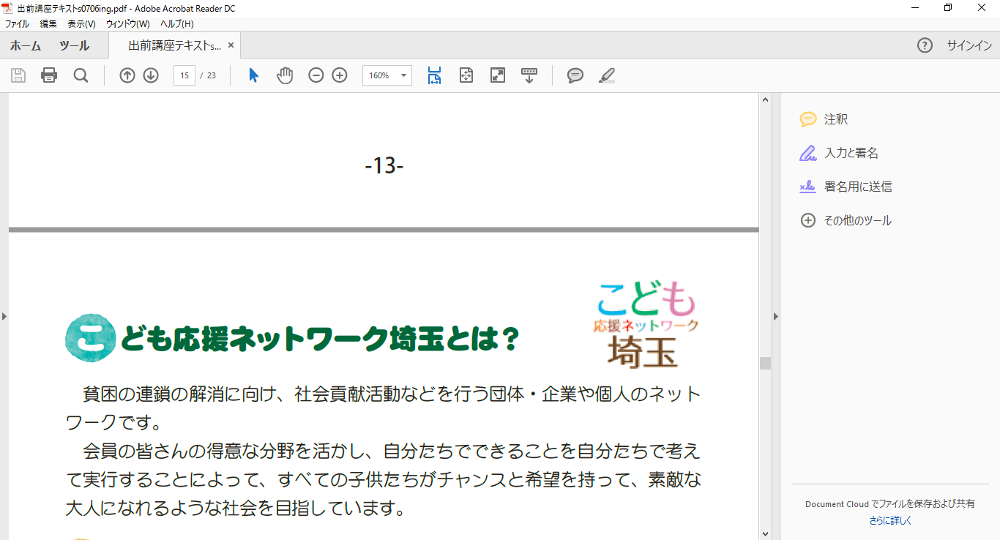 出前講座テキストs0706ing.pdf - Adobe Acrobat Reader DC
ファイル 編集 表示(V) ウィンドウ(W) ヘルプ(H)
ホーム ツール 出前講座テキストs... × サインイン
15 / 23 160%
-13-
こども
応援ネットワーク
埼玉
こども応援ネットワーク埼玉とは?
貧困の連鎖の解消に向け、社会貢献活動などを行う団体・企業や個人のネット
ワークです。
会員の皆さんの得意な分野を活かし、自分たちでできることを自分たちで考え
て実行することによって、すべての子供たちがチャンスと希望を持って、素敵な
大人になれるような社会を目指しています。
注釈
入力と署名
署名用に送信
その他のツール
Document Cloud でファイルを保存および共有
さらに詳しく